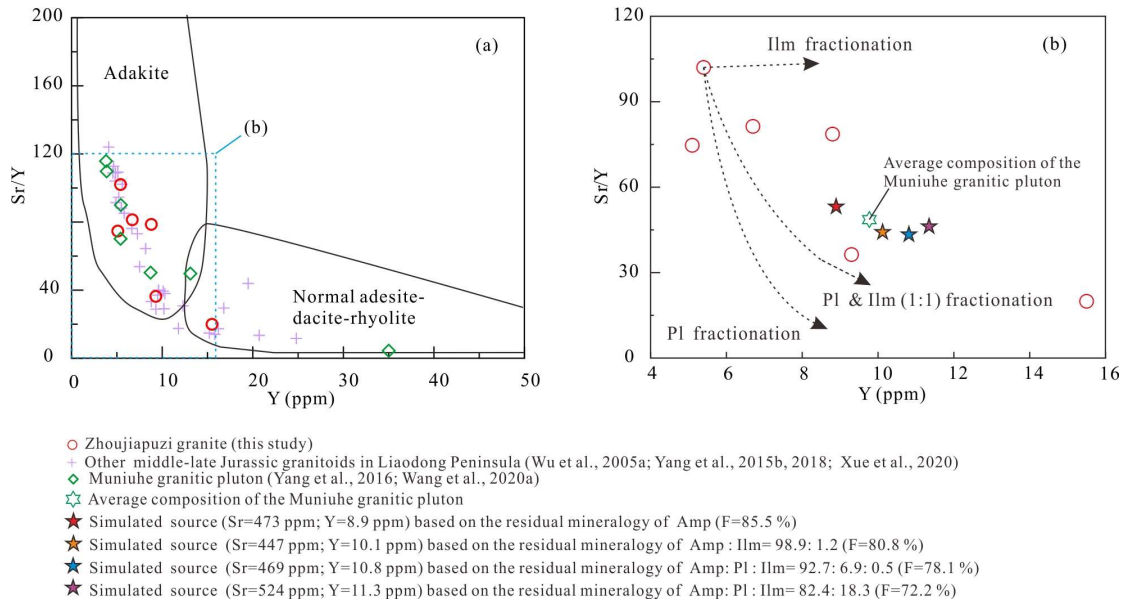 200
160
120
80
40
0
Sr/Y
(a)
Adakite
(b)
Normal adesite-
dacite-rhyolite
0 10 20 30 40 50
Y (ppm)
120
90
60
30
0
Sr/Y
(b)
Ilm fractionation
Average composition of the
Muniuhe granitic pluton
Pl & Ilm (1:1) fractionation
Pl fractionation
4 6 8 10 12 14 16
Y (ppm)
Zhoujiapuzi granite (this study)
Other middle-late Jurassic granitoids in Liaodong Peninsula (Wu et al., 2005a; Yang et al., 2015b, 2018; Xue et al., 2020)
Muniuhe granitic pluton (Yang et al., 2016; Wang et al., 2020a)
Average composition of the Muniuhe granitic pluton
Simulated source (Sr=473 ppm; Y=8.9 ppm) based on the residual mineralogy of Amp (F=85.5 %)
Simulated source (Sr=447 ppm; Y=10.1 ppm) based on the residual mineralogy of Amp : Ilm= 98.9: 1.2 (F=80.8 %)
Simulated source (Sr=469 ppm; Y=10.8 ppm) based on the residual mineralogy of Amp: Pl : Ilm= 92.7: 6.9: 0.5 (F=78.1 %)
Simulated source (Sr=524 ppm; Y=11.3 ppm) based on the residual mineralogy of Amp: Pl : Ilm= 82.4: 18.3 (F=72.2 %)